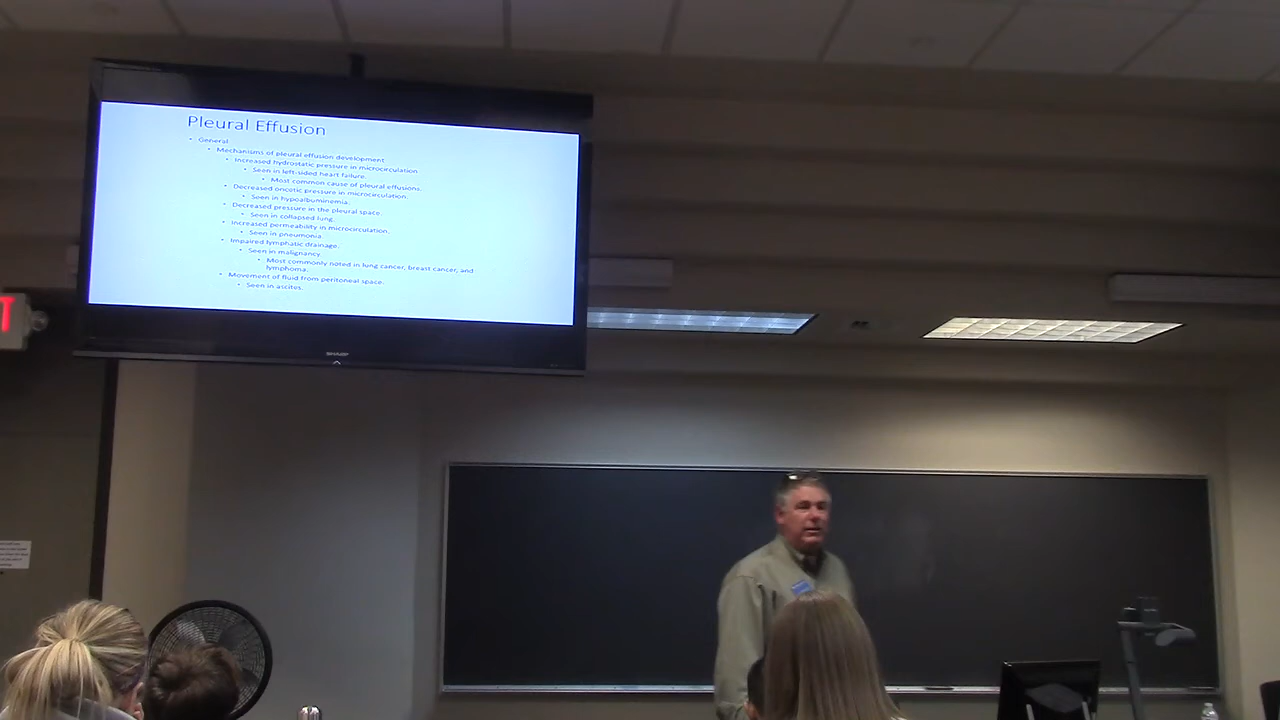 Pleural Effusion
• General
• Mechanisms of pleural effusion development
• Increased hydrostatic pressure in microcirculation
• Seen in left-sided heart failure.
• Most common cause of pleural effusions.
• Decreased oncotic pressure in microcirculation.
• Seen in hypoalbuminemia.
• Decreased pressure in the pleural space.
• Seen in collapsed lung.
• Increased permeability in microcirculation.
• Seen in pneumonia.
• Impaired lymphatic drainage.
• Seen in malignancy.
• Most commonly noted in lung cancer, breast cancer, and
lymphoma.
• Movement of fluid from peritoneal space.
• Seen in ascites.
SHARP
T